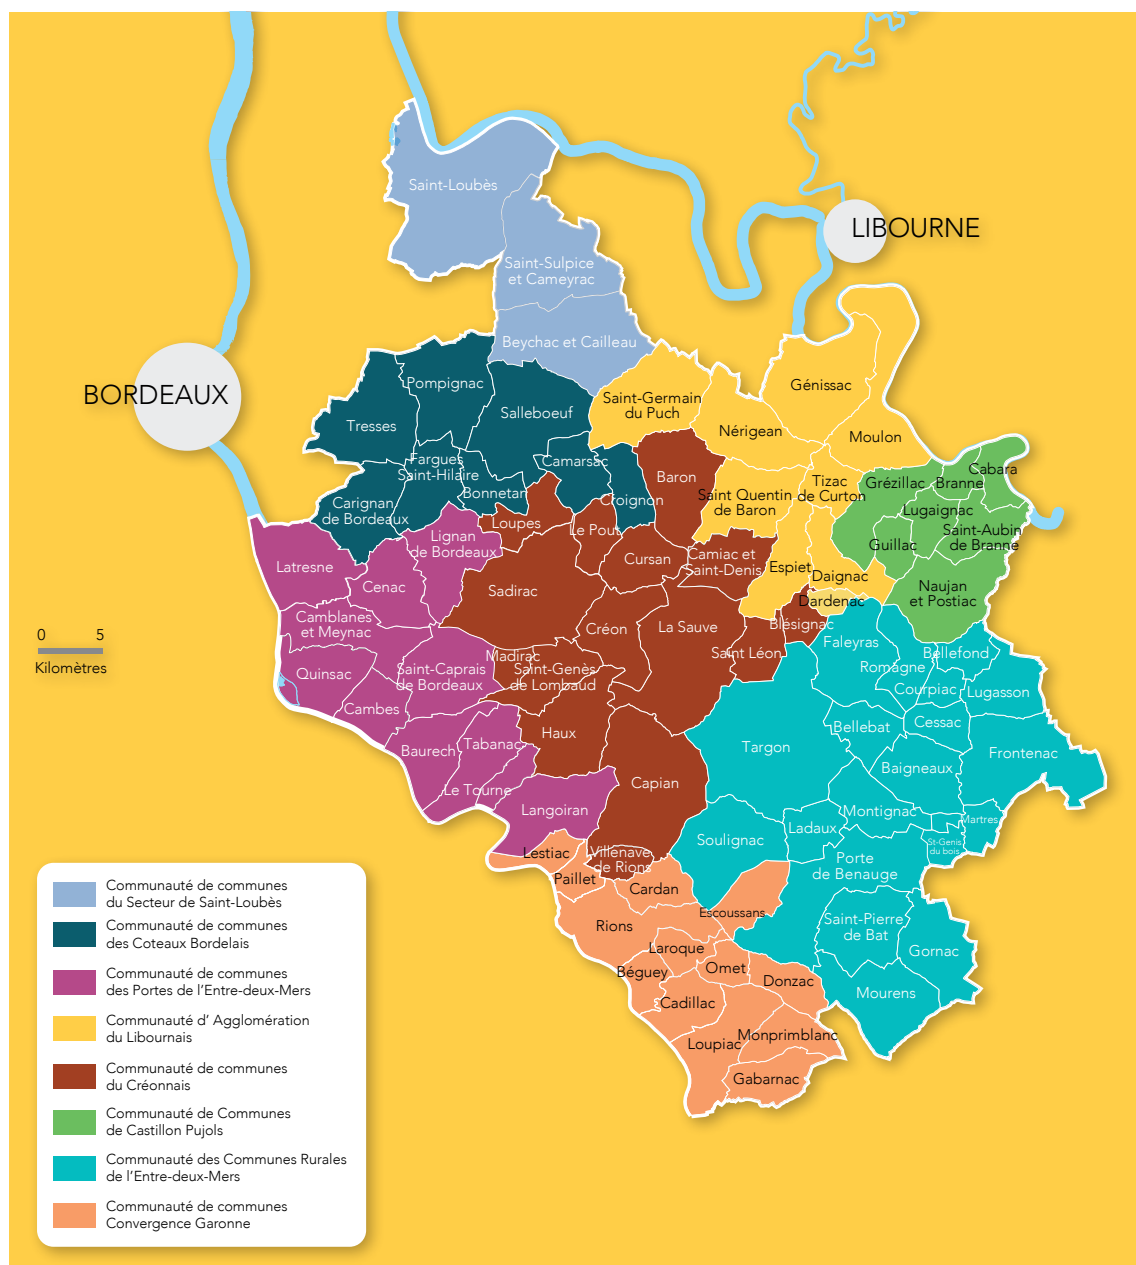 Saint-Loubès
LIBOURNE
Saint-Sulpice
et Cameyrac
Beychac et Cailleau
BORDEAUX
Pompignac
Génissac
Saint-Germain
du Puch
Salleboeuf
Tresses
Nérigean
Moulon
Fargues
Saint-Hilaire
Camarsac
Cabara
Baron
Tizac
de Curton
Grézillac
Branne
Bonnetan
Croignon
Saint Quentin
de Baron
Carignan
de Bordeaux
Lugaignac
Loupes
Le Pout
Saint-Aubin
de Branne
Lignan
de Bordeaux
Guillac
Cursan
Camiac et
Saint-Denis
Latresne
Espiet
Daignac
Cenac
Sadirac
Naujan
et Postiac
Dardenac
Camblanes
et Meynac
Créon
La Sauve
Blésignac
0 5
Kilomètres
Faleyras
Saint Léon
Bellefond
Madirac
Romagne
Quinsac
Saint-Caprais
de Bordeaux
Saint-Genès
de Lombaud
Courpiac
Lugasson
Cambes
Cessac
Bellebat
Haux
Tabanac
Baurech
Targon
Frontenac
Baigneaux
Capian
Le Tourne
Langoiran
Montignac
Martres
Ladaux
Soulignac
St-Genis
du bois
Lestiac
Villenave
de Rions
Porte
de Benauge
Paillet
Cardan
Escoussans
Rions
Saint-Pierre
de Bat
Laroque
Gornac
Béguey
Omet
Donzac
Mourens
Cadillac
Monprimblanc
Loupiac
Gabarnac
Communauté de communes
du Secteur de Saint-Loubès
Communauté de communes
des Coteaux Bordelais
Communauté de communes
des Portes de l'Entre-deux-Mers
Communauté d' Agglomération
du Libournais
Communauté de communes
du Créonnais
Communauté de Communes
de Castillon Pujols
Communauté des Communes Rurales
de l'Entre-deux-Mers
Communauté de communes
Convergence Garonne